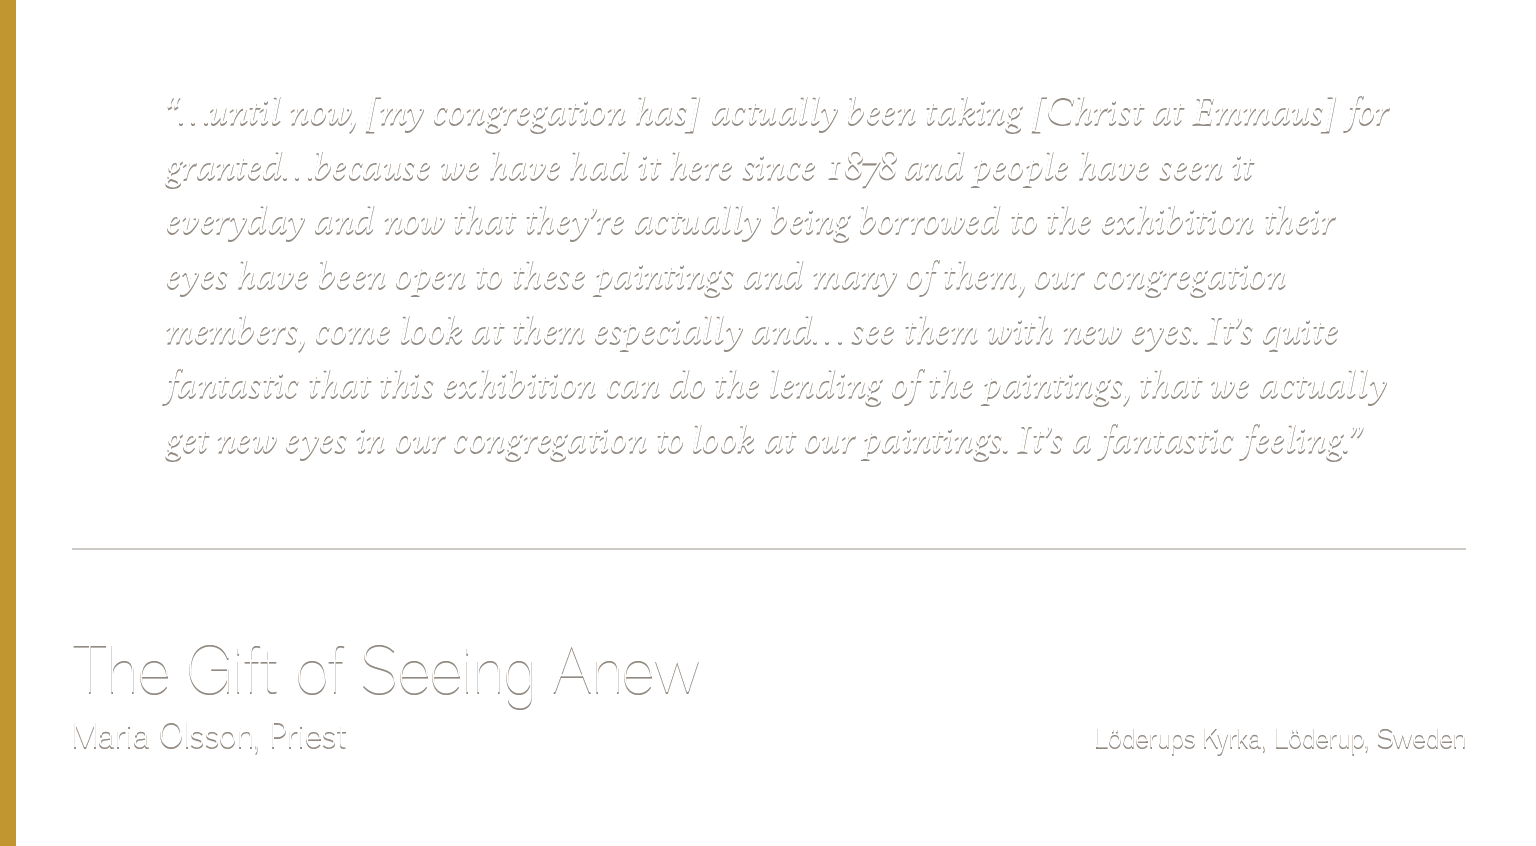 “…until now, [my congregation has] actually been taking [Christ at Emmaus] for
granted…because we have had it here since 1878 and people have seen it
everyday and now that they’re actually being borrowed to the exhibition their
eyes have been open to these paintings and many of them, our congregation
members, come look at them especially and… see them with new eyes. It’s quite
fantastic that this exhibition can do the lending of the paintings, that we actually
get new eyes in our congregation to look at our paintings. It’s a fantastic feeling.”
The Gift of Seeing Anew
Maria Olsson, Priest
Löderups Kyrka, Löderup, Sweden